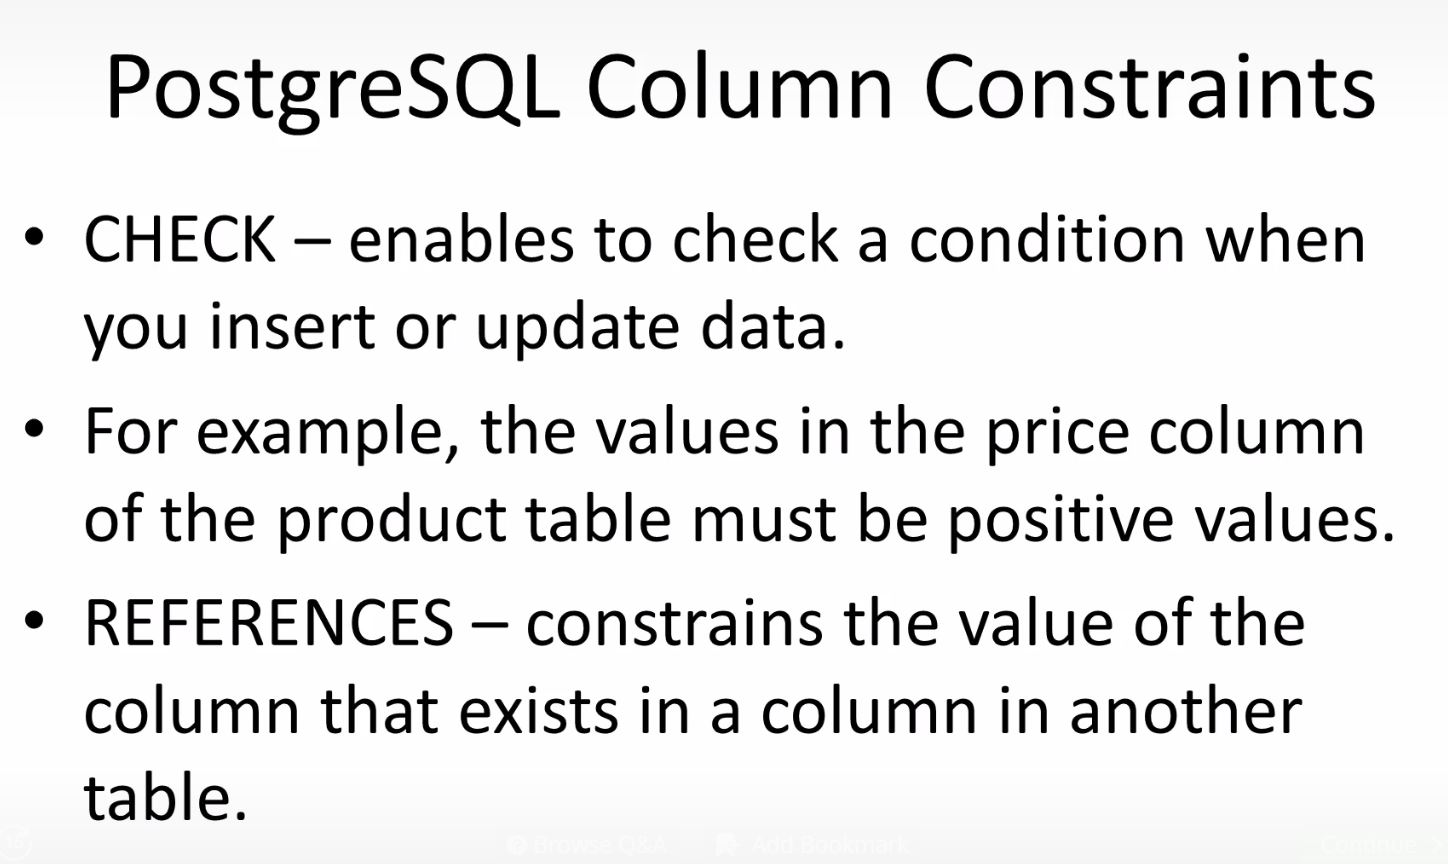 PostgreSQL Column Constraints
• CHECK – enables to check a condition when
you insert or update data.
• For example, the values in the price column
of the product table must be positive values.
• REFERENCES – constrains the value of the
column that exists in a column in another
table.
15 Browse Q&A Add Bookmark Continue